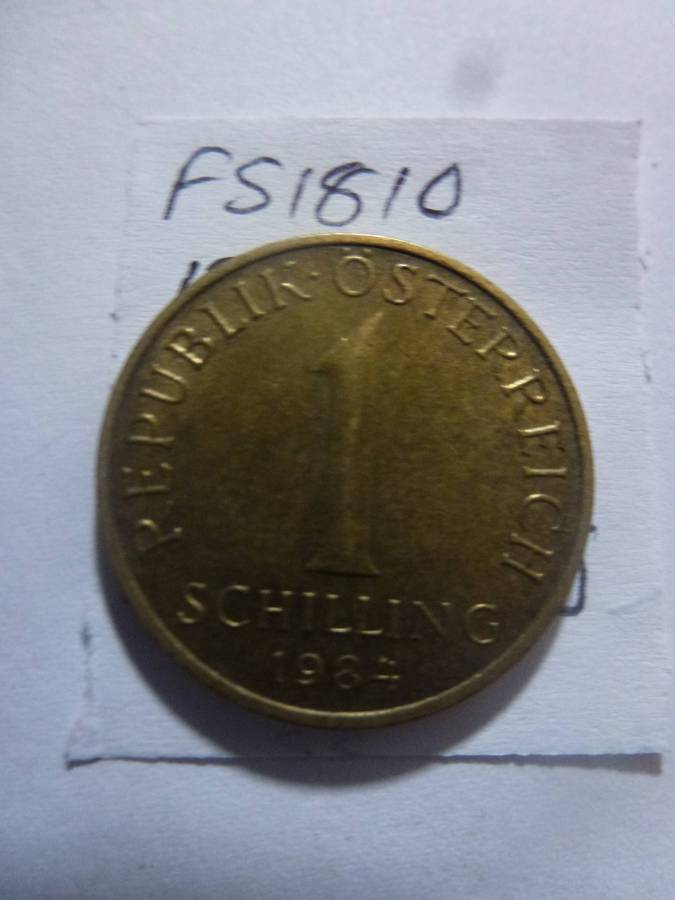 FS1810
REPUBLIK·ÖSTERREICH
1
SCHILLING
1984